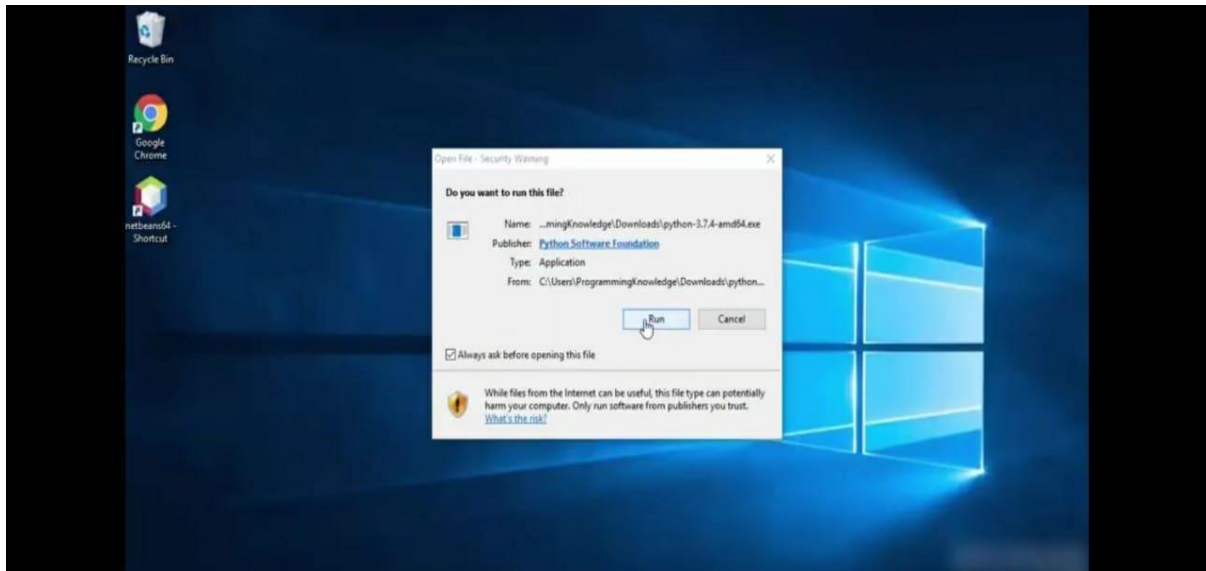 Recycle Bin
Google
Chrome
netbeans64 -
Shortcut
Open File - Security Warning
Do you want to run this file?
Name: ...mingKnowledge\Downloads\python-3.7.4-amd64.exe
Publisher: Python Software Foundation
Type: Application
From: C:\Users\ProgrammingKnowledge\Downloads\python...
Run Cancel
Always ask before opening this file
While files from the Internet can be useful, this file type can potentially
harm your computer. Only run software from publishers you trust.
What's the risk?